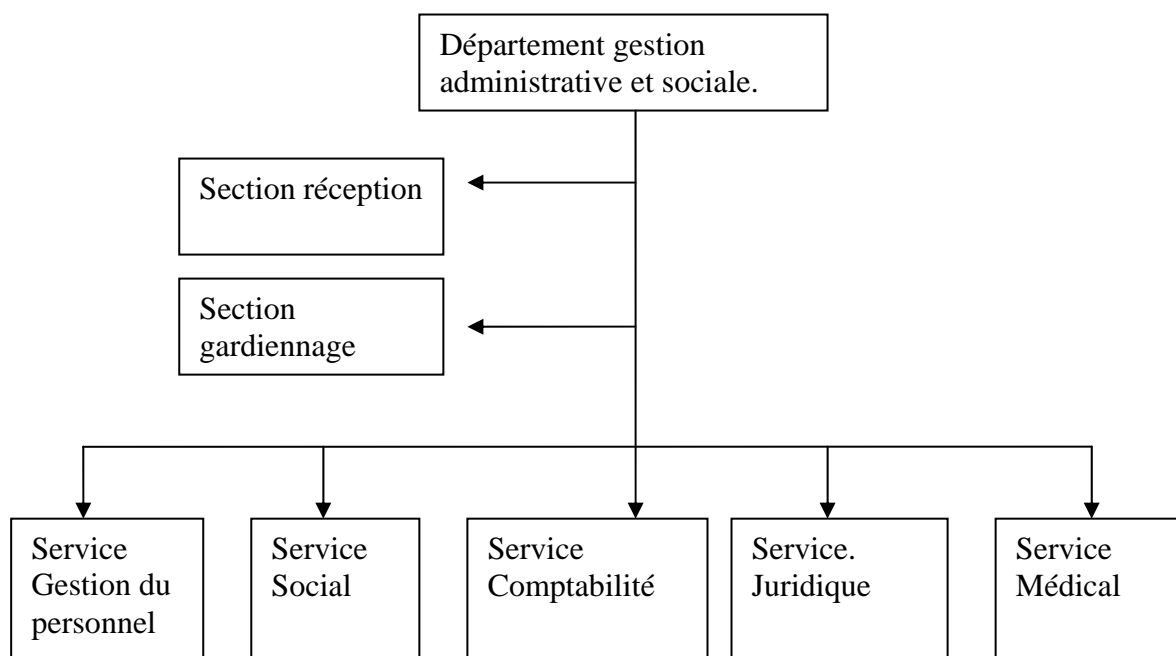 Département gestion
administrative et sociale.
Section réception
Section
gardiennage
Service
Gestion du
personnel
Service
Social
Service
Comptabilité
Service.
Juridique
Service
Médical